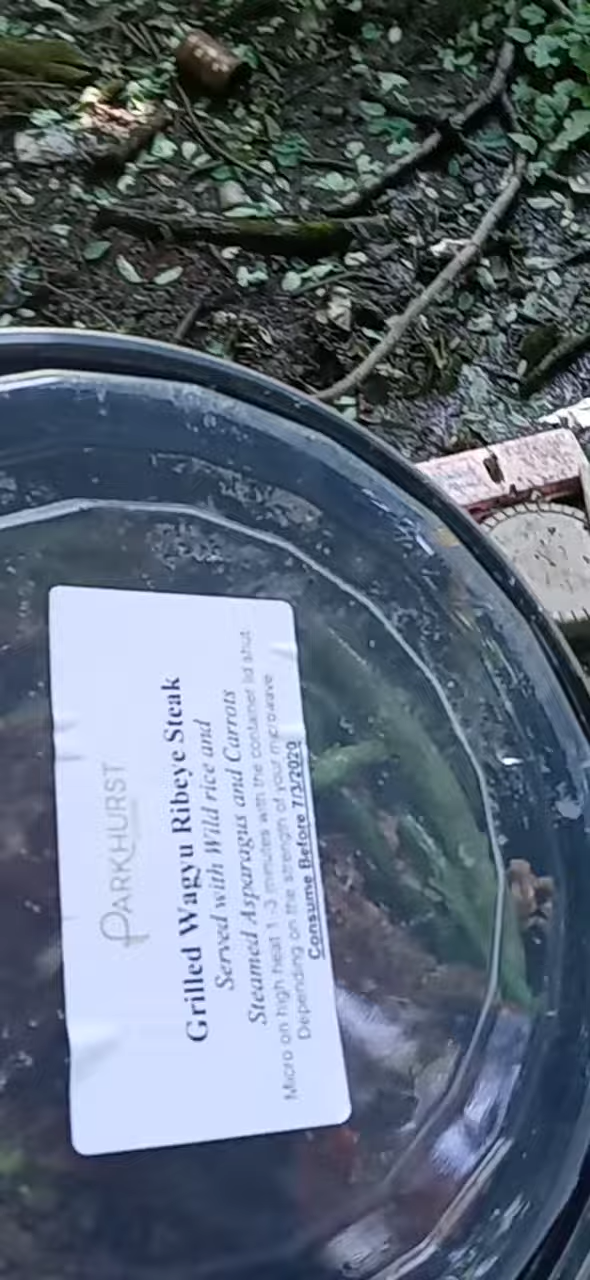 PARKHURST
Grilled Wagyu Ribeye Steak
Served with Wild rice and
Steamed Asparagus and Carrots
Micro on high heat 1 -3 minutes with the container lid shut.
Depending on the strength of your microwave
Consume Before 7/3/2020